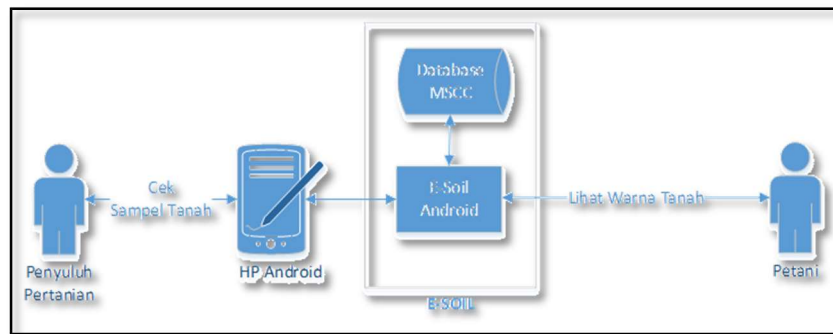 Database
MSCC
Cek
Sampel Tanah
E-Soil
Android
Lihat Warna Tanah
Penyuluh
Pertanian
HP Android
Petani
E-SOIL